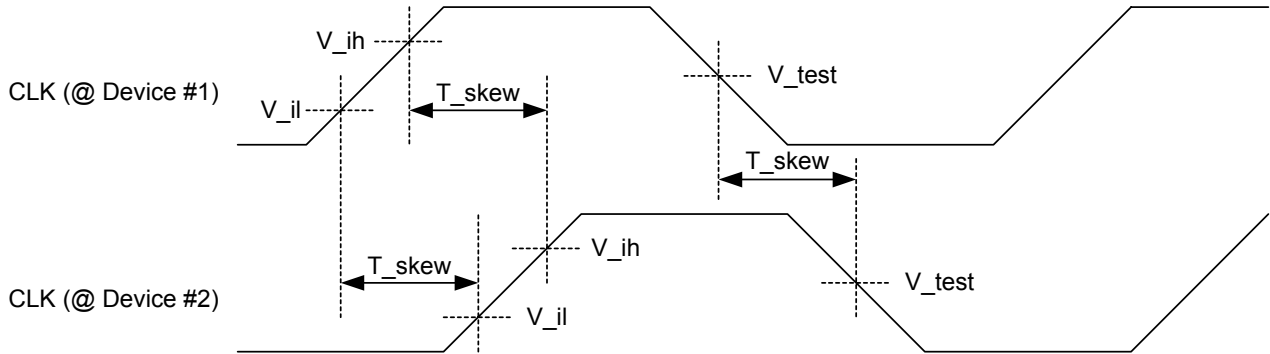 V_ih
CLK (@ Device #1)
V_il
T_skew
V_test
T_skew
CLK (@ Device #2)
T_skew
V_ih
V_il
V_test